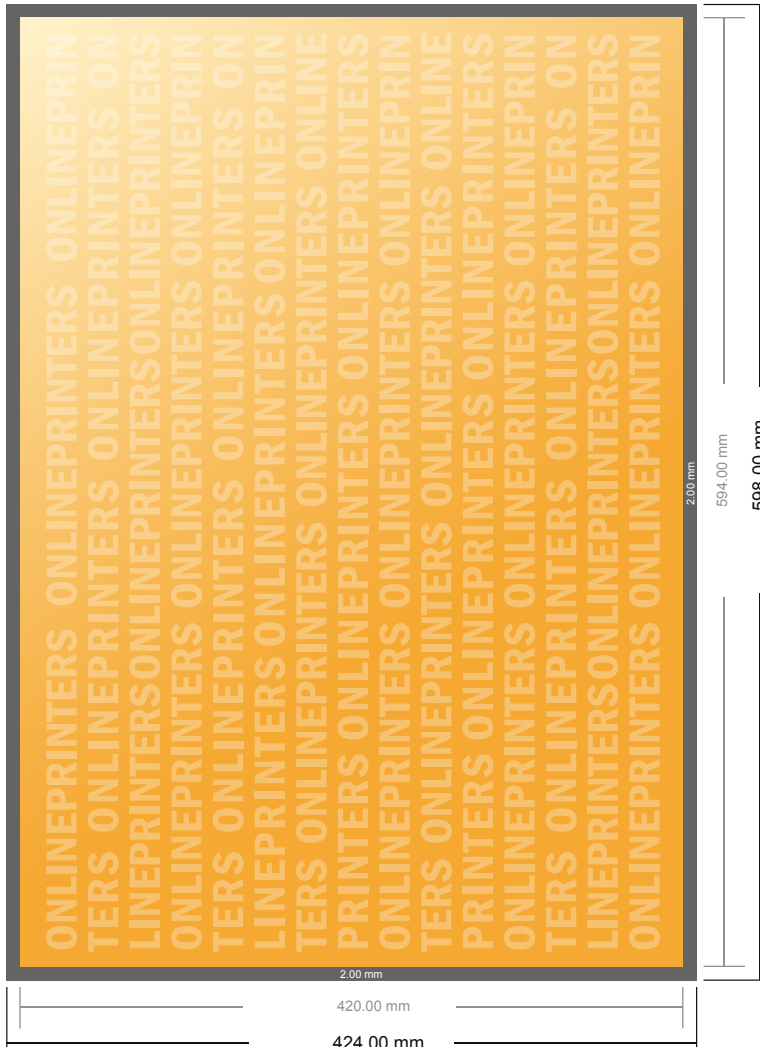 ONLINEPRINTERS ONLINEPRINTERS ONLINEPRIN
TERS ONLINEPRINTERS ONLINEPRINTERS ON
LINEPRINTERSONLINEPRINTERSONLINEPRINTERS
ONLINEPRINTERS ONLINEPRINTERS ONLINEPRIN
TERS ONLINEPRINTERS ONLINEPRINTERS ON
LINEPRINTERS ONLINEPRINTERS ONLINEPRIN
TERS ONLINEPRINTERS ONLINEPRINTERS ONLINE
PRINTERS ONLINEPRINTERS ONLINEPRINTERS
ONLINEPRINTERS ONLINEPRINTERS ONLINEPRIN
TERS ONLINEPRINTERS ONLINEPRINTERS ONLINE
PRINTERS ONLINEPRINTERS ONLINEPRINTERS
ONLINEPRINTERS ONLINEPRINTERS ONLINEPRIN
TERS ONLINEPRINTERS ONLINEPRINTERS ON
LINEPRINTERSONLINEPRINTERSONLINEPRINTERS
ONLINEPRINTERS ONLINEPRINTERS ONLINEPRIN
2.00 mm
594.00 mm
598.00 mm
2.00 mm
420.00 mm
424.00 mm